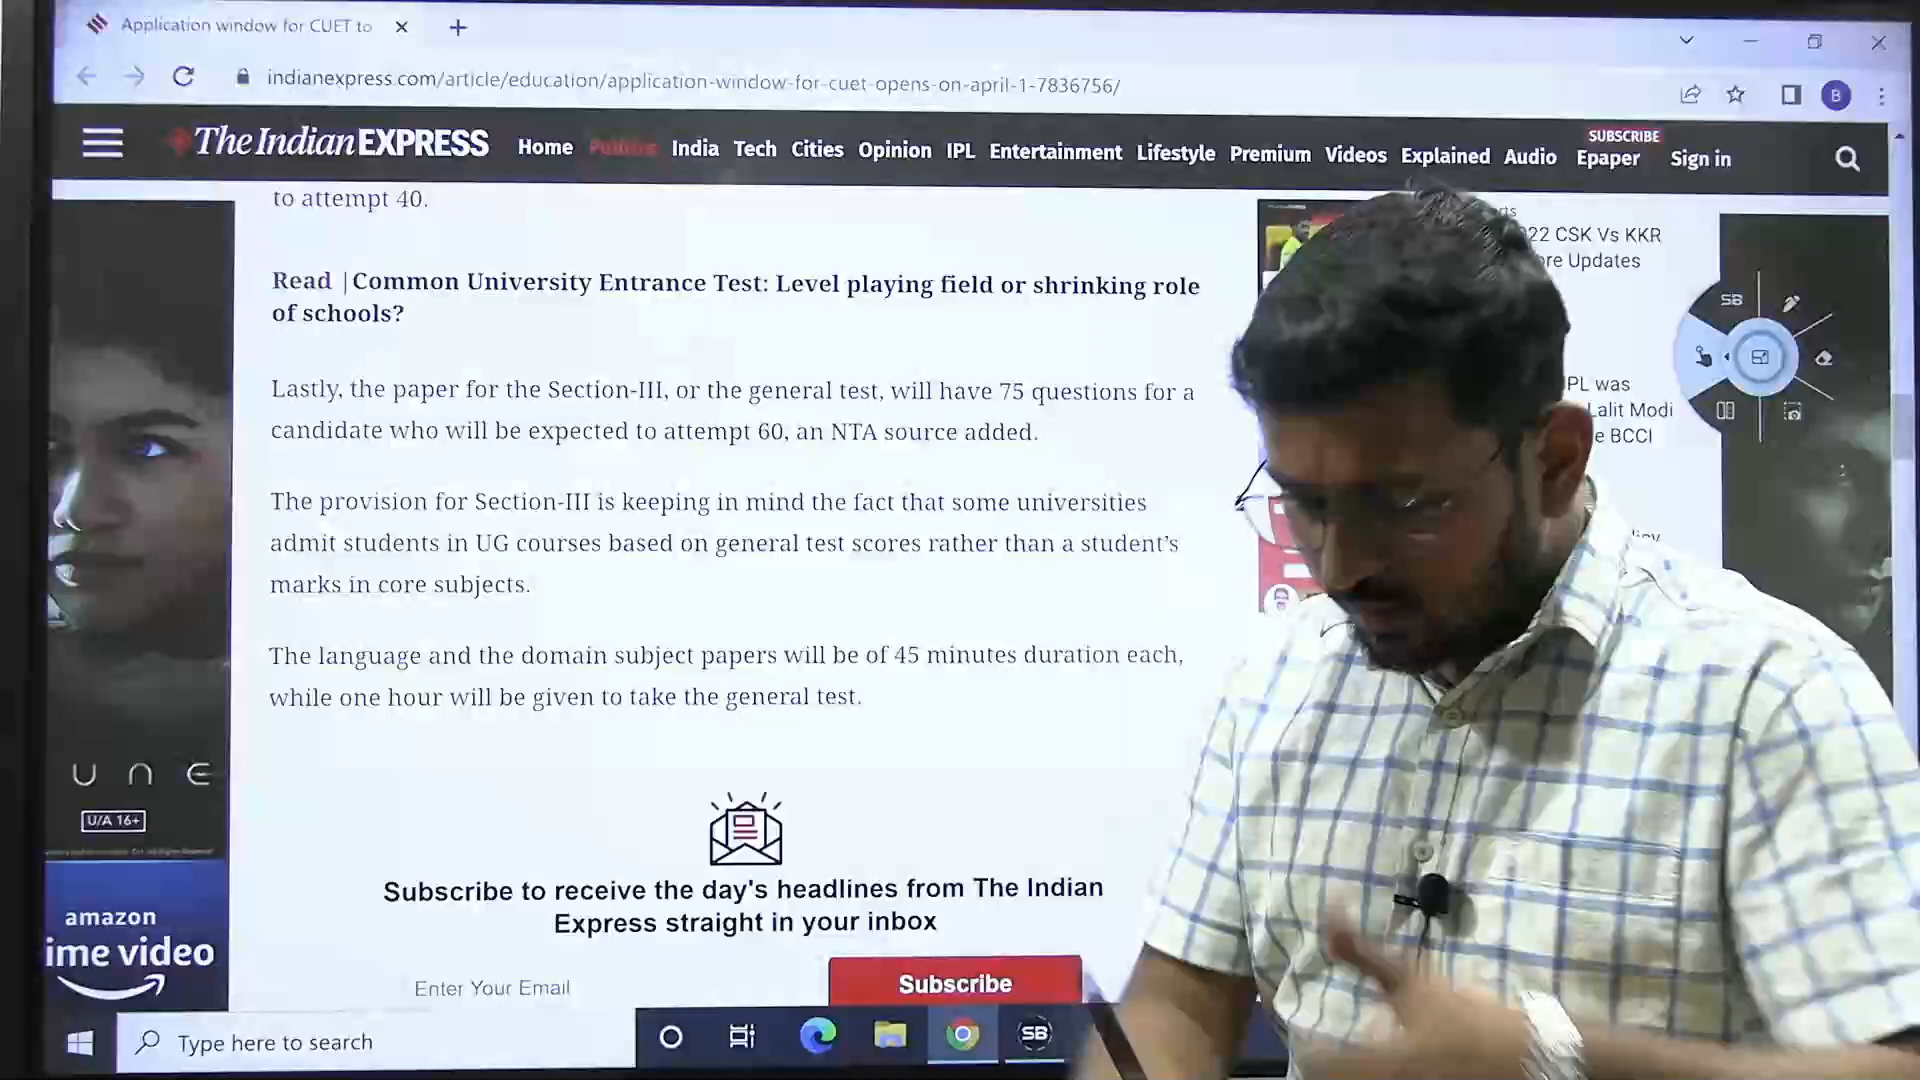 Application window for CUET to
indianexpress.com/article/education/application-window-for-cuet-opens-on-april-1-7836756/
B
The Indian EXPRESS
Home Politics India Tech Cities Opinion IPL Entertainment Lifestyle Premium Videos Explained Audio Epaper Sign in
SUBSCRIBE
to attempt 40.
Read |Common University Entrance Test: Level playing field or shrinking role
of schools?
Lastly, the paper for the Section-III, or the general test, will have 75 questions for a
candidate who will be expected to attempt 60, an NTA source added.
The provision for Section-III is keeping in mind the fact that some universities
admit students in UG courses based on general test scores rather than a student’s
marks in core subjects.
The language and the domain subject papers will be of 45 minutes duration each,
while one hour will be given to take the general test.
Subscribe to receive the day's headlines from The Indian
Express straight in your inbox
Enter Your Email
Subscribe
22 CSK Vs KKR
Updates
SB
PL was
Lalit Modi
BCCI
U N E
U/A 16+
amazon
ime video
Type here to search
SB